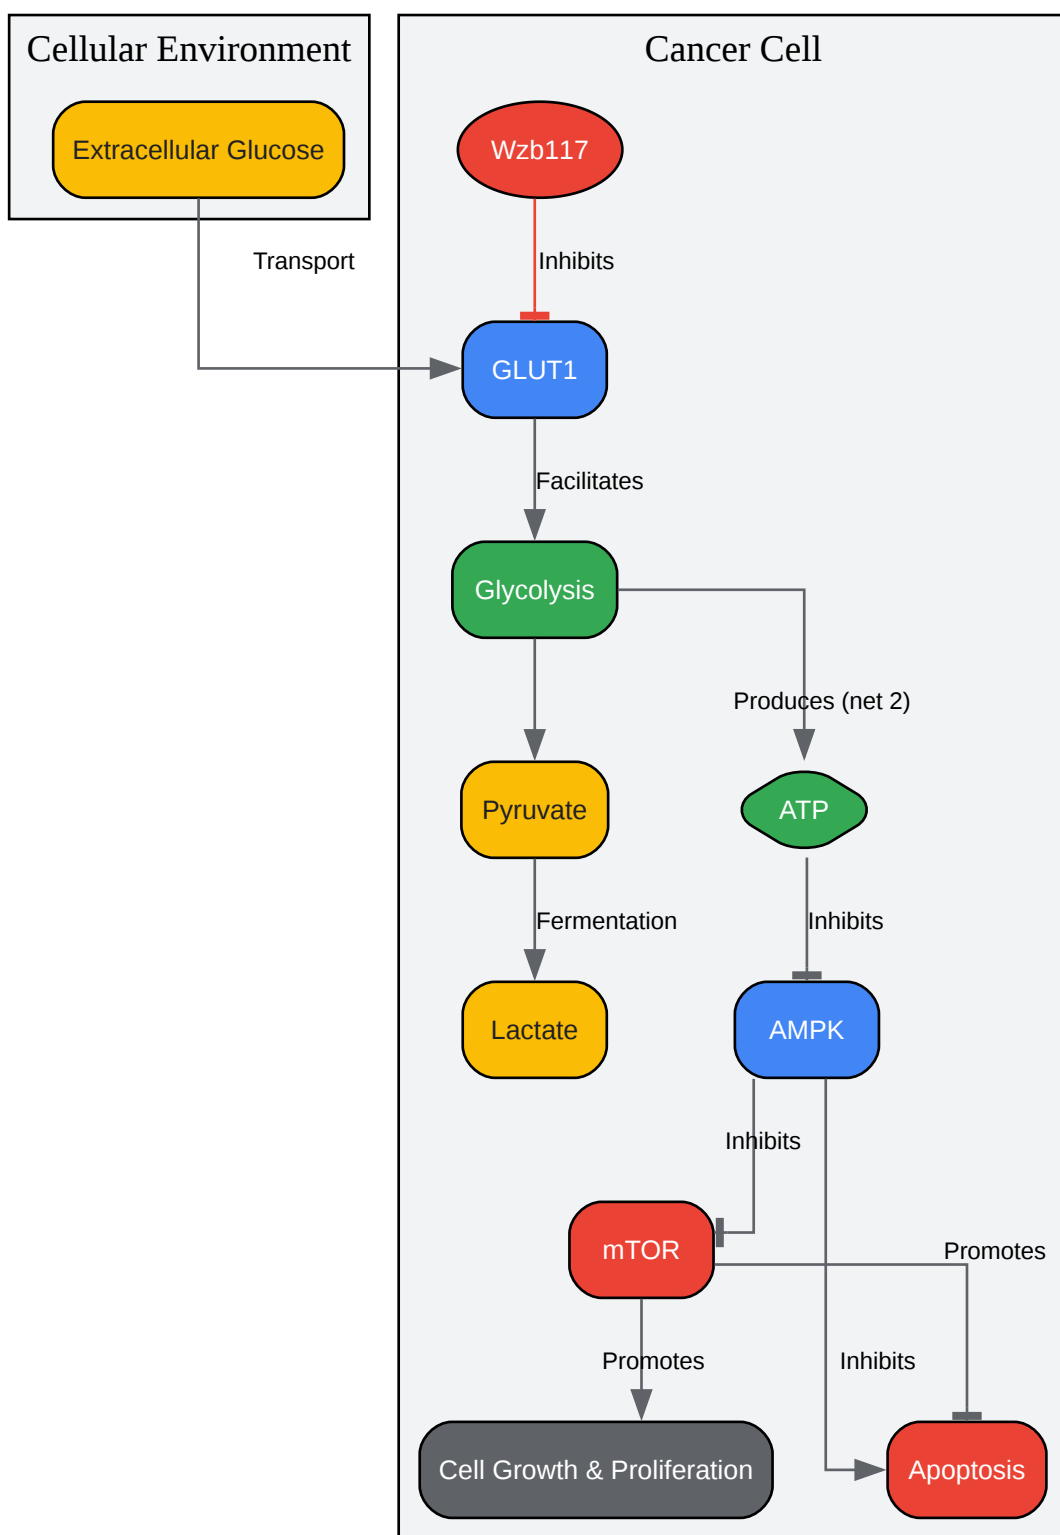 Cellular Environment
Cancer Cell
Extracellular Glucose
Wzb117
Transport
Inhibits
GLUT1
Facilitates
Glycolysis
Produces (net 2)
Pyruvate
ATP
Fermentation
Inhibits
Lactate
AMPK
Inhibits
mTOR
Promotes
Promotes
Inhibits
Cell Growth & Proliferation
Apoptosis